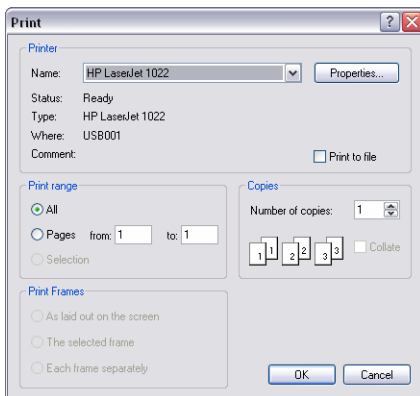 Print
Printer
Name: HP LaserJet 1022 Properties...
Status: Ready
Type: HP LaserJet 1022
Where: USB001
Comment: Print to file
Print range
All
Pages from: 1 to: 1
Selection
Copies
Number of copies: 1
1 1 2 2 3 3 Collate
Print Frames
As laid out on the screen
The selected frame
Each frame separately
OK Cancel